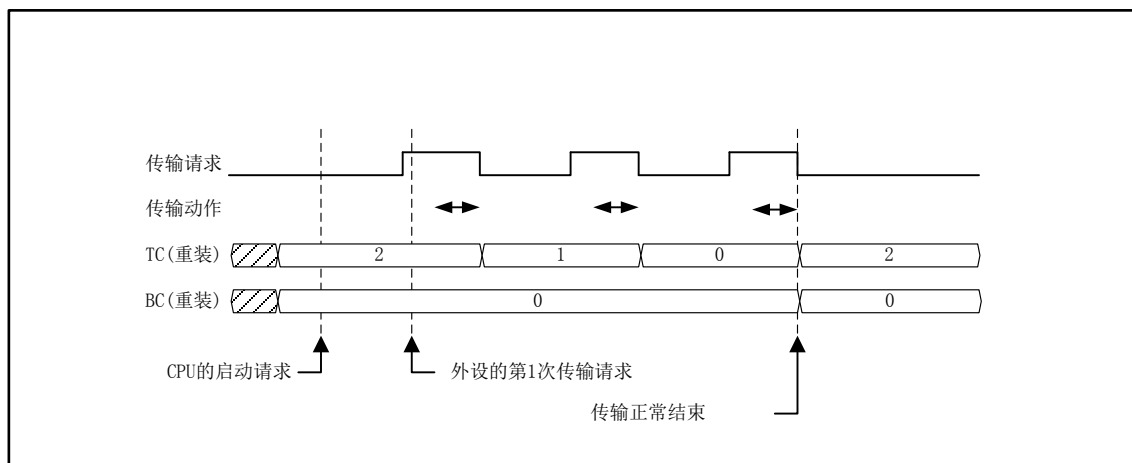 传输请求
传输动作
TC(重装) 2 1 0 2
BC(重装) 0 0
CPU的启动请求 外设的第1次传输请求
传输正常结束